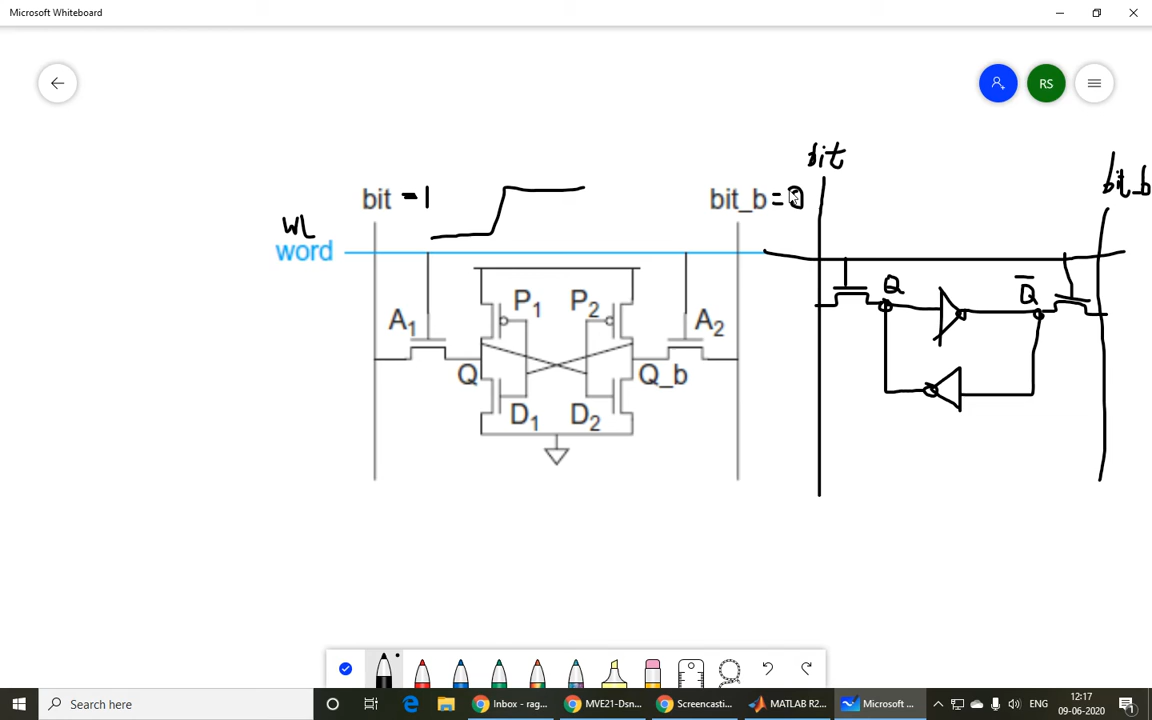 Microsoft Whiteboard
RS
bit
bit_b
bit =1
bit_b =0
WL
word
P1 P2
Q Q
A1 A2
Q Q_b
D1 D2
Search here
Inbox - rag...
MVE21-Dsn...
Screencasti...
MATLAB R2...
Microsoft ...
ENG
12:17
09-06-2020
1